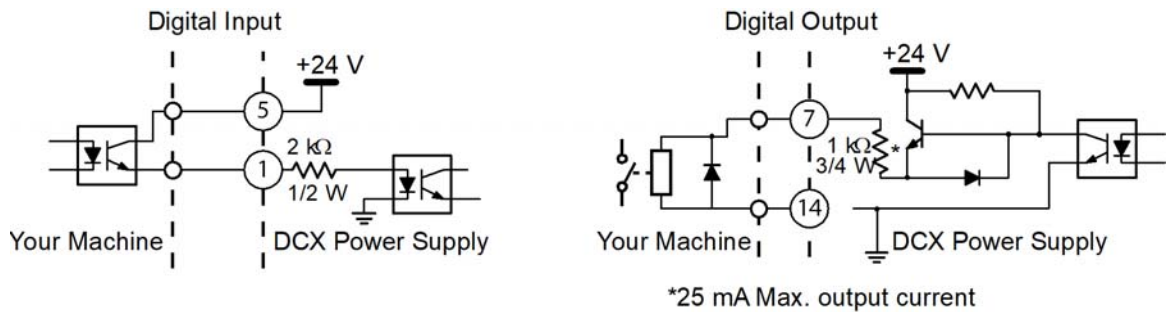 Digital Input
+24 V
5
1
2 kΩ
1/2 W
Your Machine
DCX Power Supply
Digital Output
+24 V
7
1 kΩ
*
3/4 W
14
Your Machine
DCX Power Supply
*25 mA Max. output current